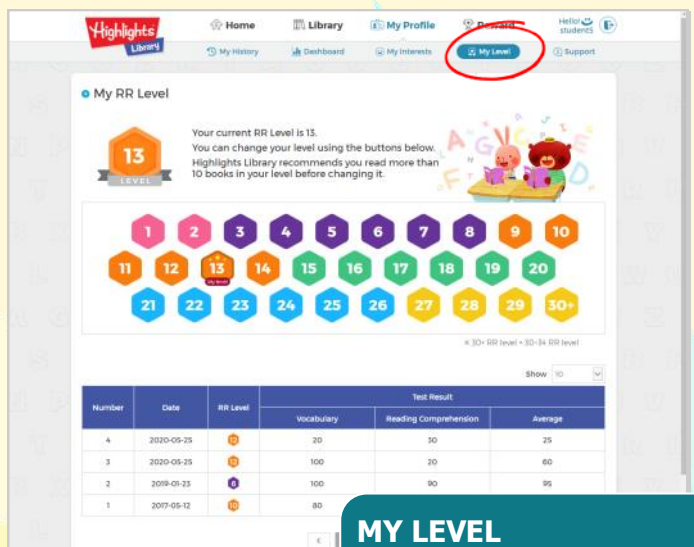 Highlights
Library
Home
Library
My Profile
Reward
Hello!
student5
My History
Dashboard
My Interests
My Level
Support
My RR Level
13
LEVEL
Your current RR Level is 13.
You can change your level using the buttons below.
Highlights Library recommends you read more than
10 books in your level before changing it.
1 2 3 4 5 6 7 8 9 10
11 12 13 14 15 16 17 18 19 20
My level
21 22 23 24 25 26 27 28 29 30+
※ 30+ RR level = 30~34 RR level
Show 10
Number Date RR Level Test Result
Vocabulary Reading Comprehension Average
4 2020-05-25 12 20 30 25
3 2020-05-25 12 100 20 60
2 2019-01-23 6 100 90 95
1 2017-05-12 10 80
MY LEVEL